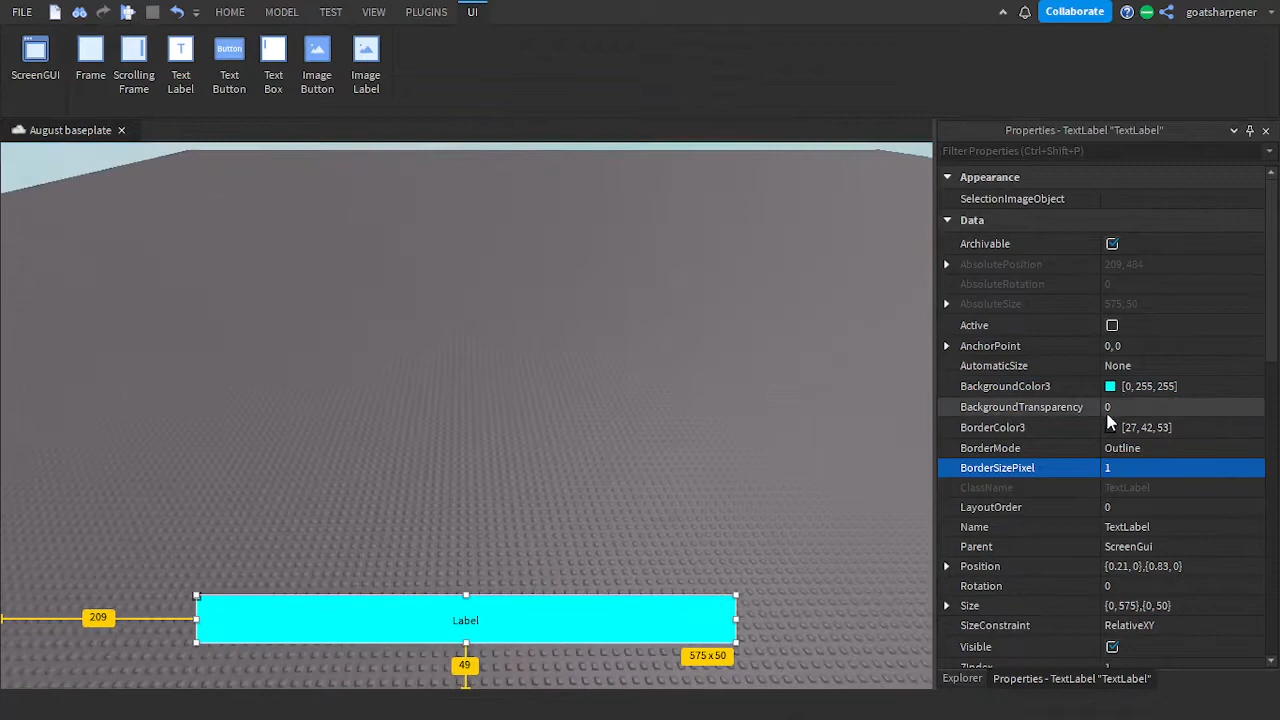 FILE HOME MODEL TEST VIEW PLUGINS UI Collaborate goatsharpener
ScreenGUI Frame Scrolling Frame Text Label Text Button Text Box Image Button Image Label
T Button
August baseplate
Properties - TextLabel "TextLabel"
Filter Properties (Ctrl+Shift+P)
Appearance
SelectionImageObject
Data
Archivable
AbsolutePosition 209, 484
AbsoluteRotation 0
AbsoluteSize 575, 50
Active
AnchorPoint 0, 0
AutomaticSize None
BackgroundColor3 [0, 255, 255]
BackgroundTransparency 0
BorderColor3 [27, 42, 53]
BorderMode Outline
BorderSizePixel 1
ClassName TextLabel
LayoutOrder 0
Name TextLabel
Parent ScreenGui
Position {0.21, 0},{0.83, 0}
Rotation 0
Size {0, 575},{0, 50}
SizeConstraint RelativeXY
Visible
ZIndex 1
209
Label
49
575 x 50
Explorer Properties - TextLabel "TextLabel"